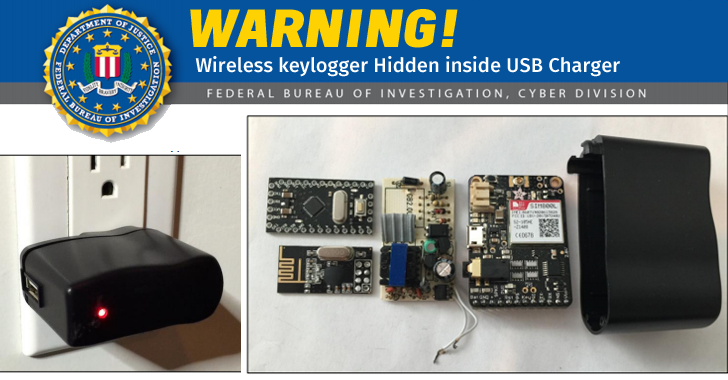 WARNING!
Wireless keylogger Hidden inside USB Charger
FEDERAL BUREAU OF INVESTIGATION, CYBER DIVISION
DEPARTMENT OF JUSTICE
FEDERAL BUREAU OF INVESTIGATION
SIM800L